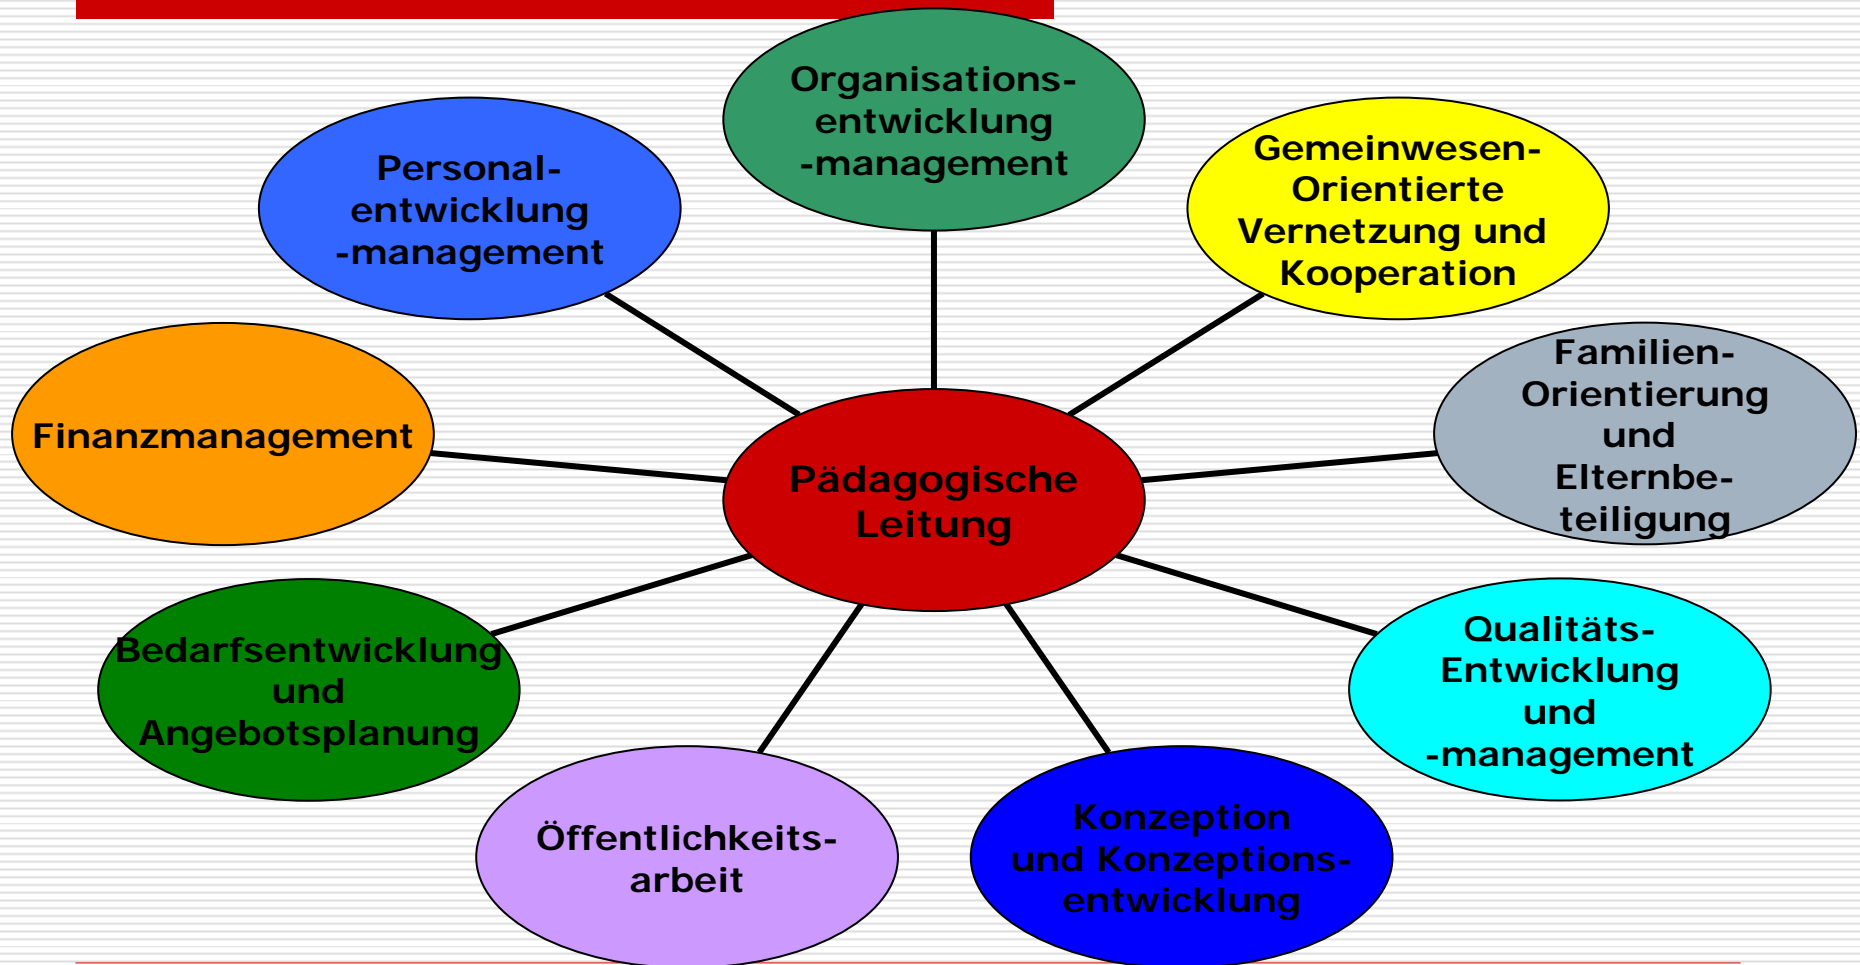 Organisations-
entwicklung
-management
Gemeinwesen-
Orientierte
Vernetzung und
Kooperation
Familien-
Orientierung
und
Elternbe-
teiligung
Qualitäts-
Entwicklung
und
-management
Konzeption
und Konzeptions-
entwicklung
Öffentlichkeits-
arbeit
Bedarfsentwicklung
und
Angebotsplanung
Finanzmanagement
Personal-
entwicklung
-management
Pädagogische
Leitung